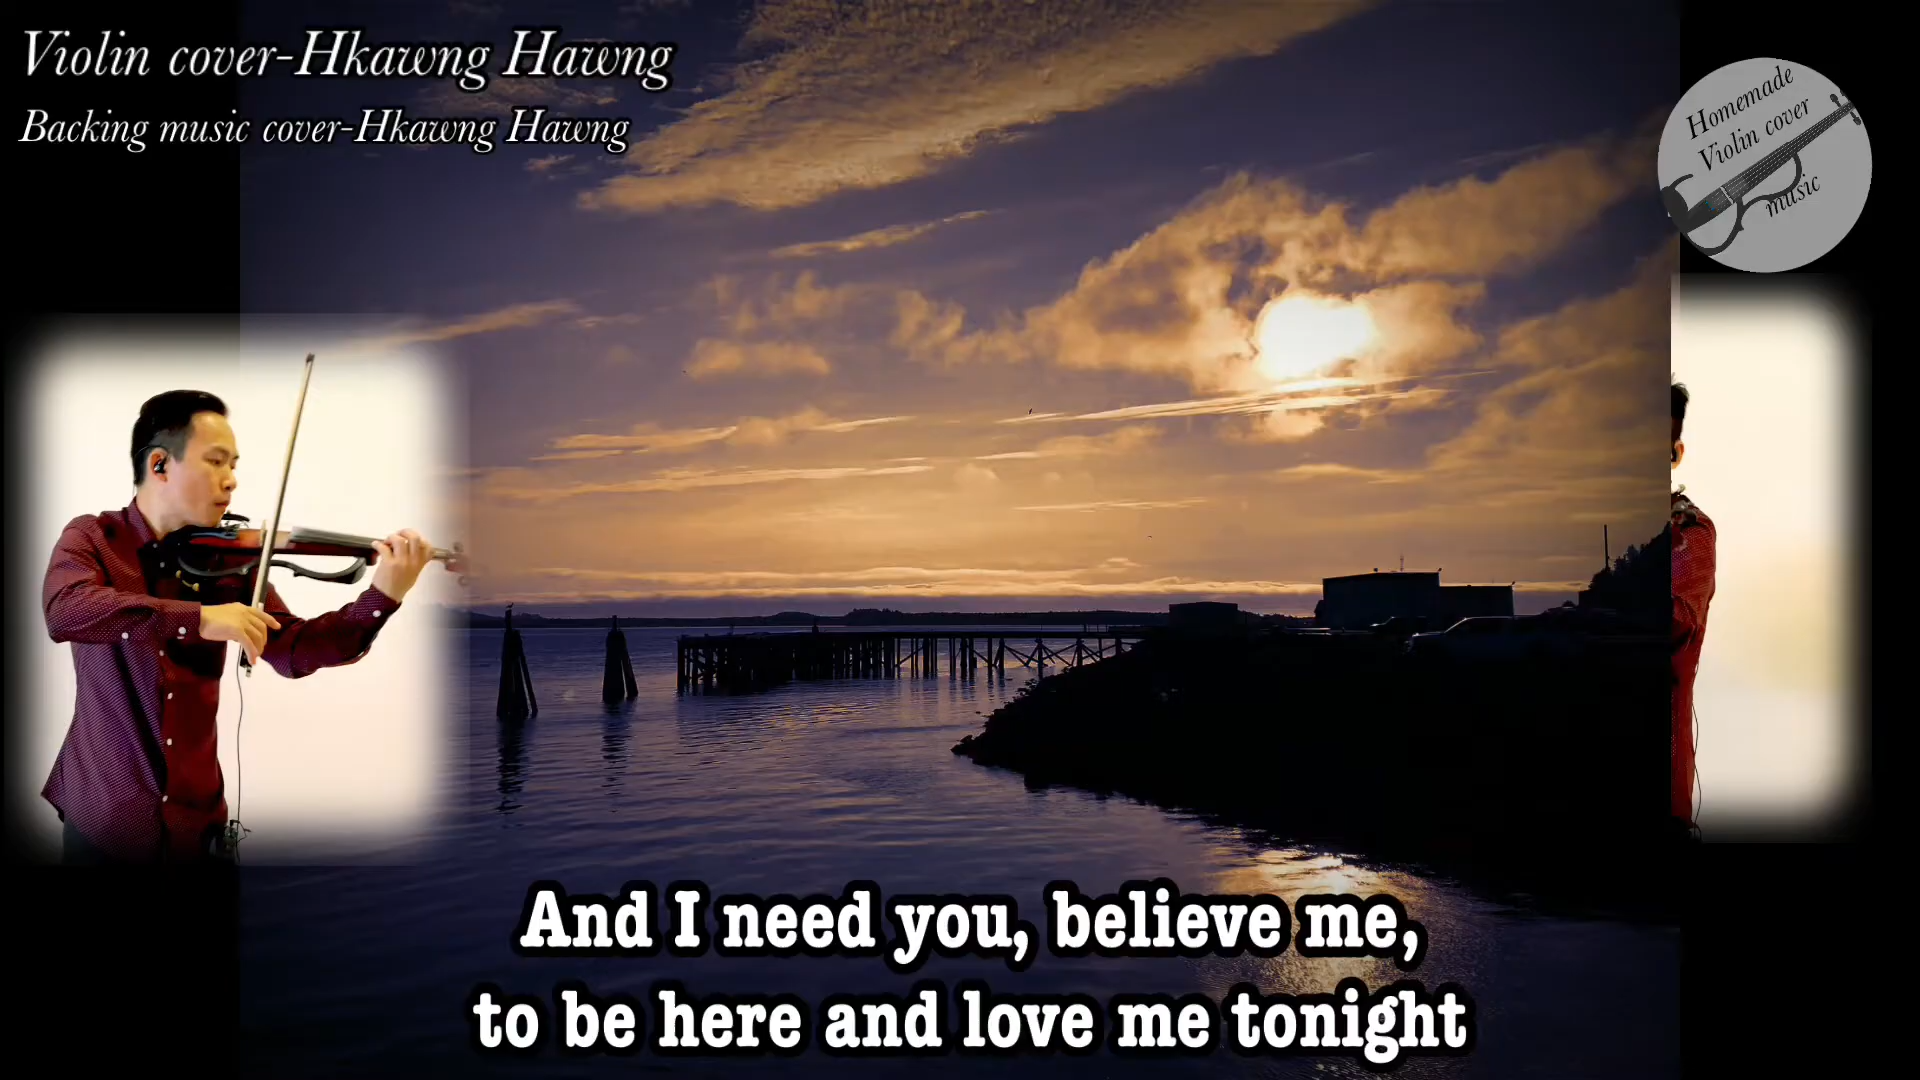 Violin cover-Hkawng Hawng
Backing music cover-Hkawng Hawng
Homemade
Violin cover
music
And I need you, believe me,
to be here and love me tonight